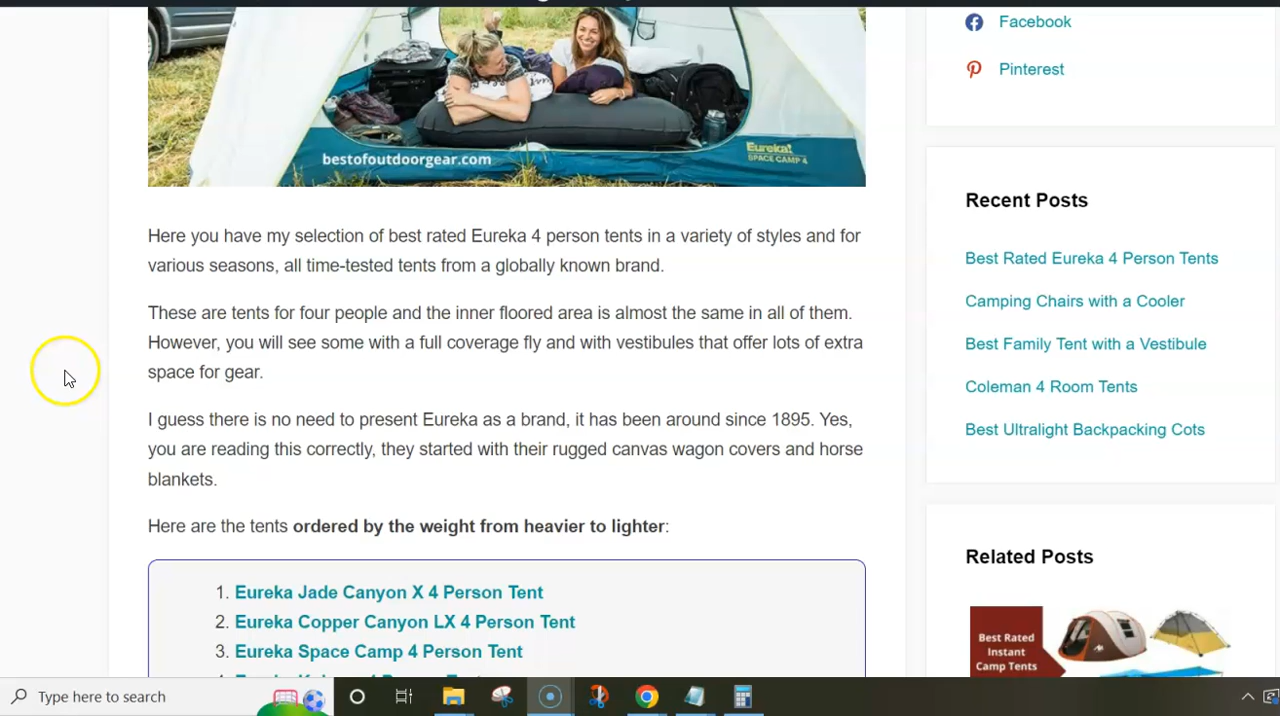 bestofoutdoorgear.com
Eureka!
SPACE CAMP 4
Here you have my selection of best rated Eureka 4 person tents in a variety of styles and for
various seasons, all time-tested tents from a globally known brand.
These are tents for four people and the inner floored area is almost the same in all of them.
However, you will see some with a full coverage fly and with vestibules that offer lots of extra
space for gear.
I guess there is no need to present Eureka as a brand, it has been around since 1895. Yes,
you are reading this correctly, they started with their rugged canvas wagon covers and horse
blankets.
Here are the tents ordered by the weight from heavier to lighter:
1. Eureka Jade Canyon X 4 Person Tent
2. Eureka Copper Canyon LX 4 Person Tent
3. Eureka Space Camp 4 Person Tent
Facebook
Pinterest
Recent Posts
Best Rated Eureka 4 Person Tents
Camping Chairs with a Cooler
Best Family Tent with a Vestibule
Coleman 4 Room Tents
Best Ultralight Backpacking Cots
Related Posts
Best Rated
Instant
Camp Tents
Type here to search